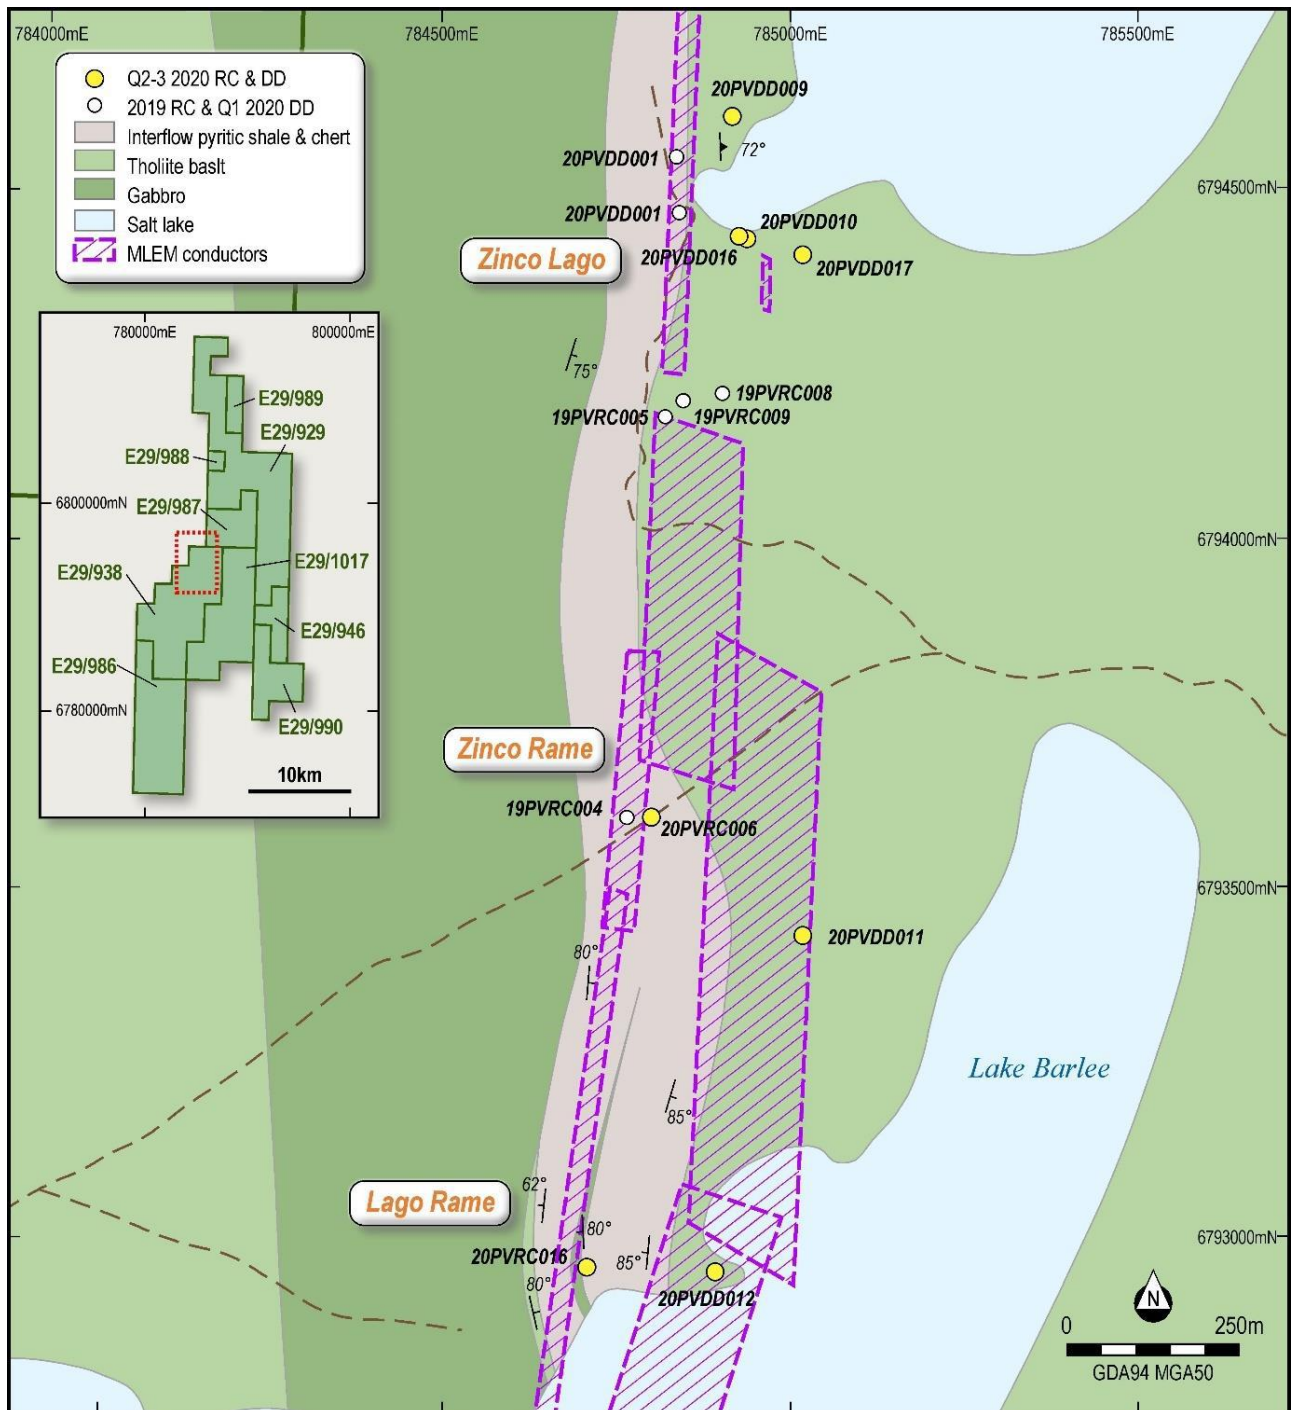 784000mE
784500mE
785000mE
785500mE
Q2-3 2020 RC & DD
2019 RC & Q1 2020 DD
Interflow pyritic shale & chert
Tholiite baslt
Gabbro
Salt lake
MLEM conductors
20PVDD009
72°
20PVDD001
6794500mN
20PVDD001
20PVDD010
Zinco Lago
20PVDD016
20PVDD017
780000mE
800000mE
75°
E29/989
19PVRC008
19PVRC005
19PVRC009
E29/929
E29/988
6800000mN
E29/987
6794000mN
E29/1017
E29/938
E29/946
E29/986
6780000mN
E29/990
10km
Zinco Rame
19PVRC004
20PVRC006
6793500mN
20PVDD011
80°
Lake Barlee
85°
62°
Lago Rame
80°
6793000mN
20PVRC016
85°
80°
20PVDD012
N
0
250m
GDA94 MGA50